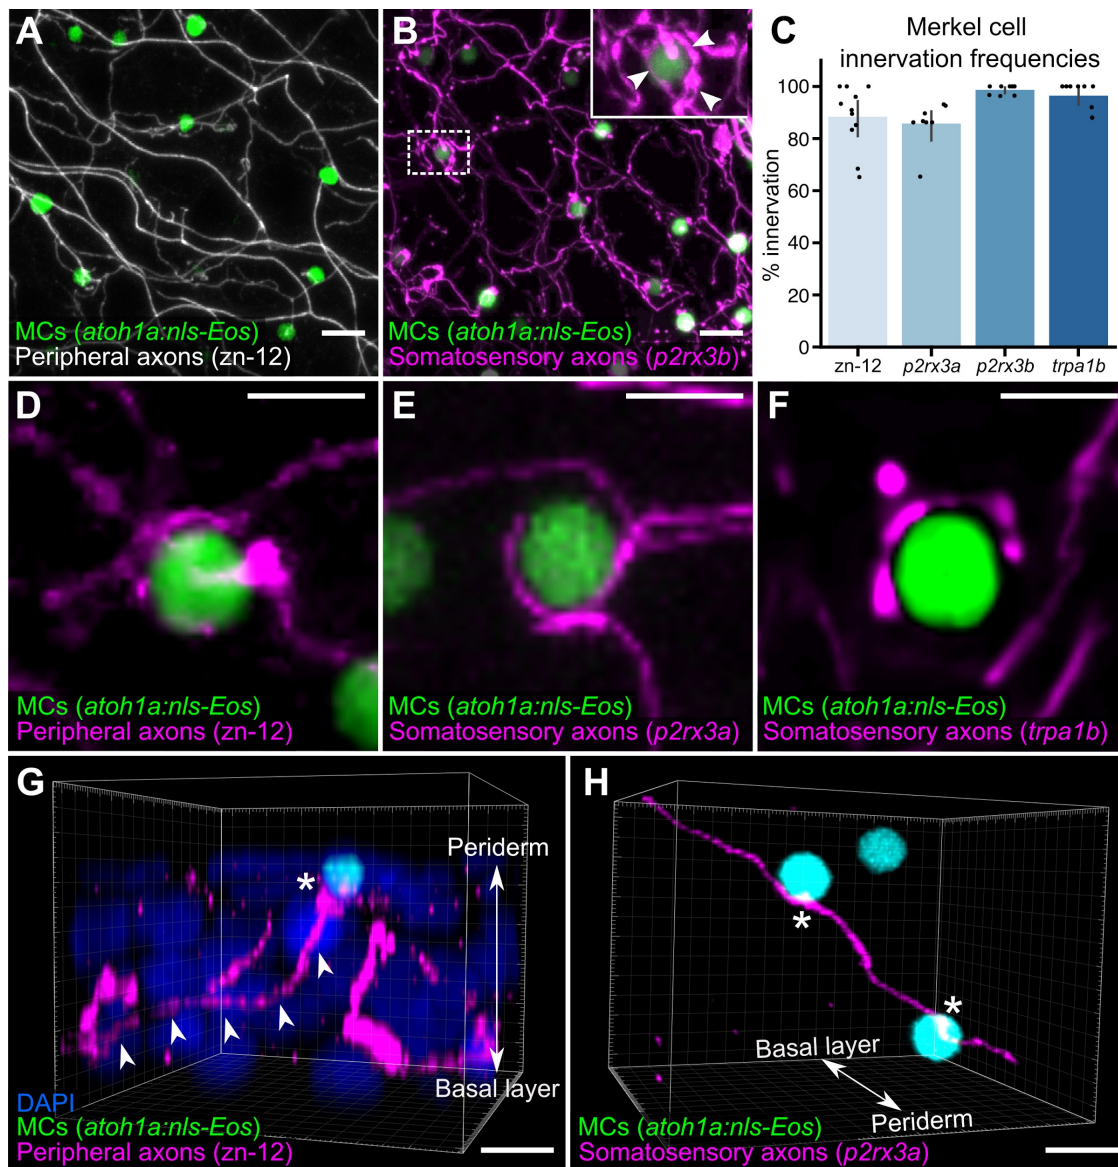 A
MCs (atoh1a:nls-Eos)
Peripheral axons (zn-12)
B
MCs (atoh1a:nls-Eos)
Somatosensory axons (p2rx3b)
C
Merkel cell
innervation frequencies
% innervation
100
80
60
40
20
0
zn-12 p2rx3a p2rx3b trpa1b
D
MCs (atoh1a:nls-Eos)
Peripheral axons (zn-12)
E
MCs (atoh1a:nls-Eos)
Somatosensory axons (p2rx3a)
F
MCs (atoh1a:nls-Eos)
Somatosensory axons (trpa1b)
G
Periderm
*
Basal layer
DAPI
MCs (atoh1a:nls-Eos)
Peripheral axons (zn-12)
H
*
*
Basal layer
Periderm
MCs (atoh1a:nls-Eos)
Somatosensory axons (p2rx3a)